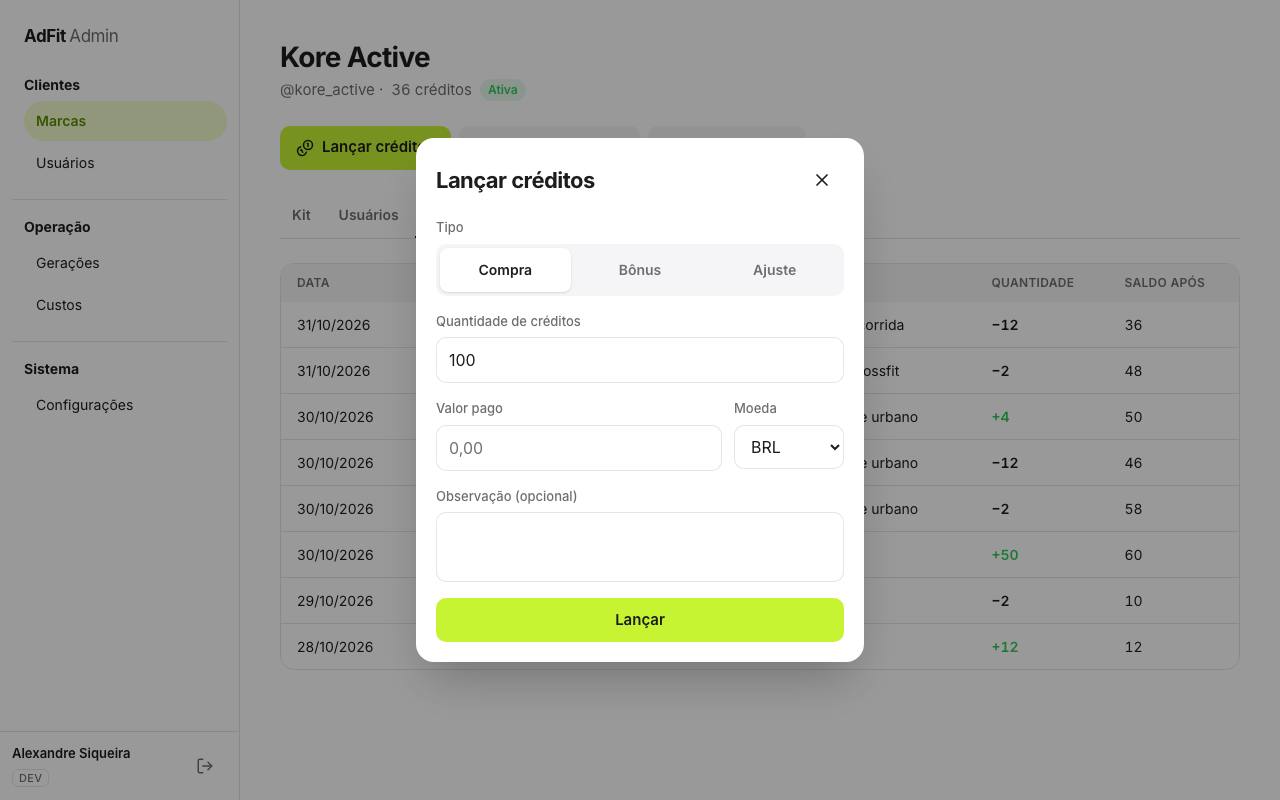 AdFit Admin
Clientes
Marcas
Usuários
Operação
Gerações
Custos
Sistema
Configurações
Alexandre Siqueira
DEV
Kore Active
@kore_active · 36 créditos Ativa
Lançar crédit
Kit Usuários
DATA QUANTIDADE SALDO APÓS
31/10/2026 −12 36
31/10/2026 −2 48
30/10/2026 +4 50
30/10/2026 urbano −12 46
30/10/2026 urbano −2 58
30/10/2026 +50 60
29/10/2026 −2 10
28/10/2026 +12 12
Lançar créditos
Tipo
Compra Bônus Ajuste
Quantidade de créditos
100
Valor pago Moeda
0,00 BRL
Observação (opcional)
Lançar